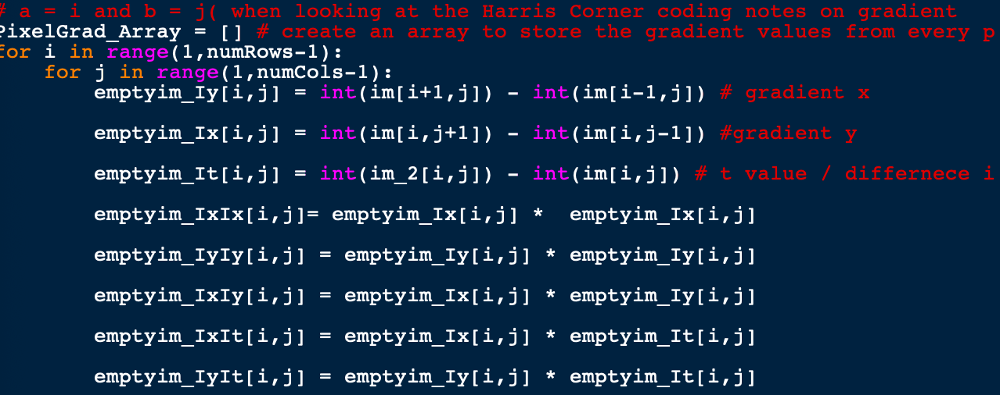 # a = i and b = j( when looking at the Harris Corner coding notes on gradient
PixelGrad_Array = [] # create an array to store the gradient values from every p
for i in range(1,numRows-1):
    for j in range(1,numCols-1):
        emptyim_Iy[i,j] = int(im[i+1,j]) - int(im[i-1,j]) # gradient x
        emptyim_Ix[i,j] = int(im[i,j+1]) - int(im[i,j-1]) #gradient y
        emptyim_It[i,j] = int(im_2[i,j]) - int(im[i,j]) # t value / differnece i
        emptyim_IxIx[i,j]= emptyim_Ix[i,j] *  emptyim_Ix[i,j]
        emptyim_IyIy[i,j] = emptyim_Iy[i,j] * emptyim_Iy[i,j]
        emptyim_IxIy[i,j] = emptyim_Ix[i,j] * emptyim_Iy[i,j]
        emptyim_IxIt[i,j] = emptyim_Ix[i,j] * emptyim_It[i,j]
        emptyim_IyIt[i,j] = emptyim_Iy[i,j] * emptyim_It[i,j]